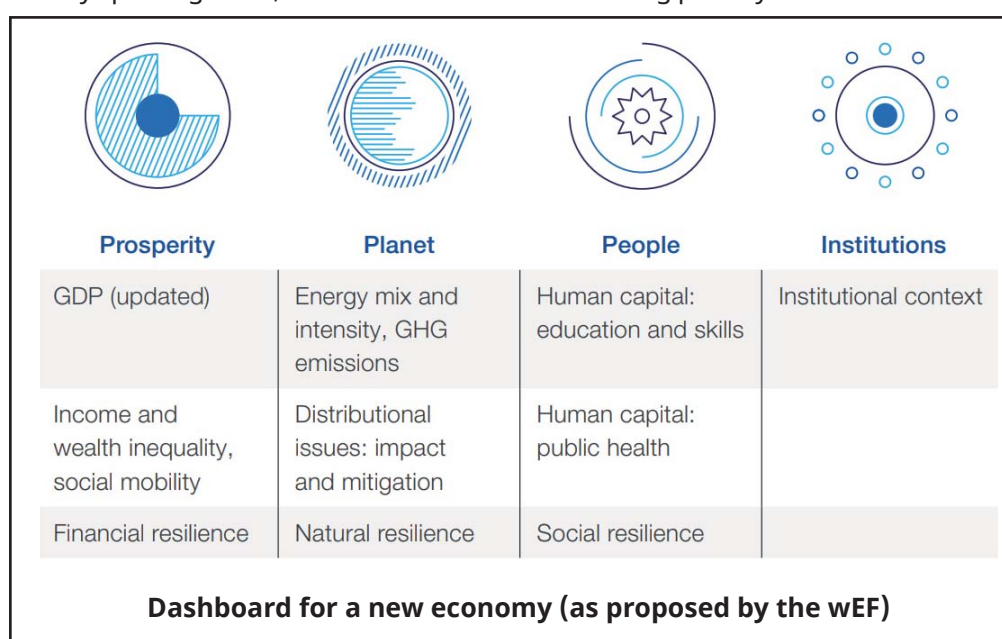 Prosperity
Planet
People
Institutions
GDP (updated)
Energy mix and
intensity, GHG
emissions
Human capital:
education and skills
Institutional context
Income and
wealth inequality,
social mobility
Distributional
issues: impact
and mitigation
Human capital:
public health
Financial resilience
Natural resilience
Social resilience
Dashboard for a new economy (as proposed by the wEF)